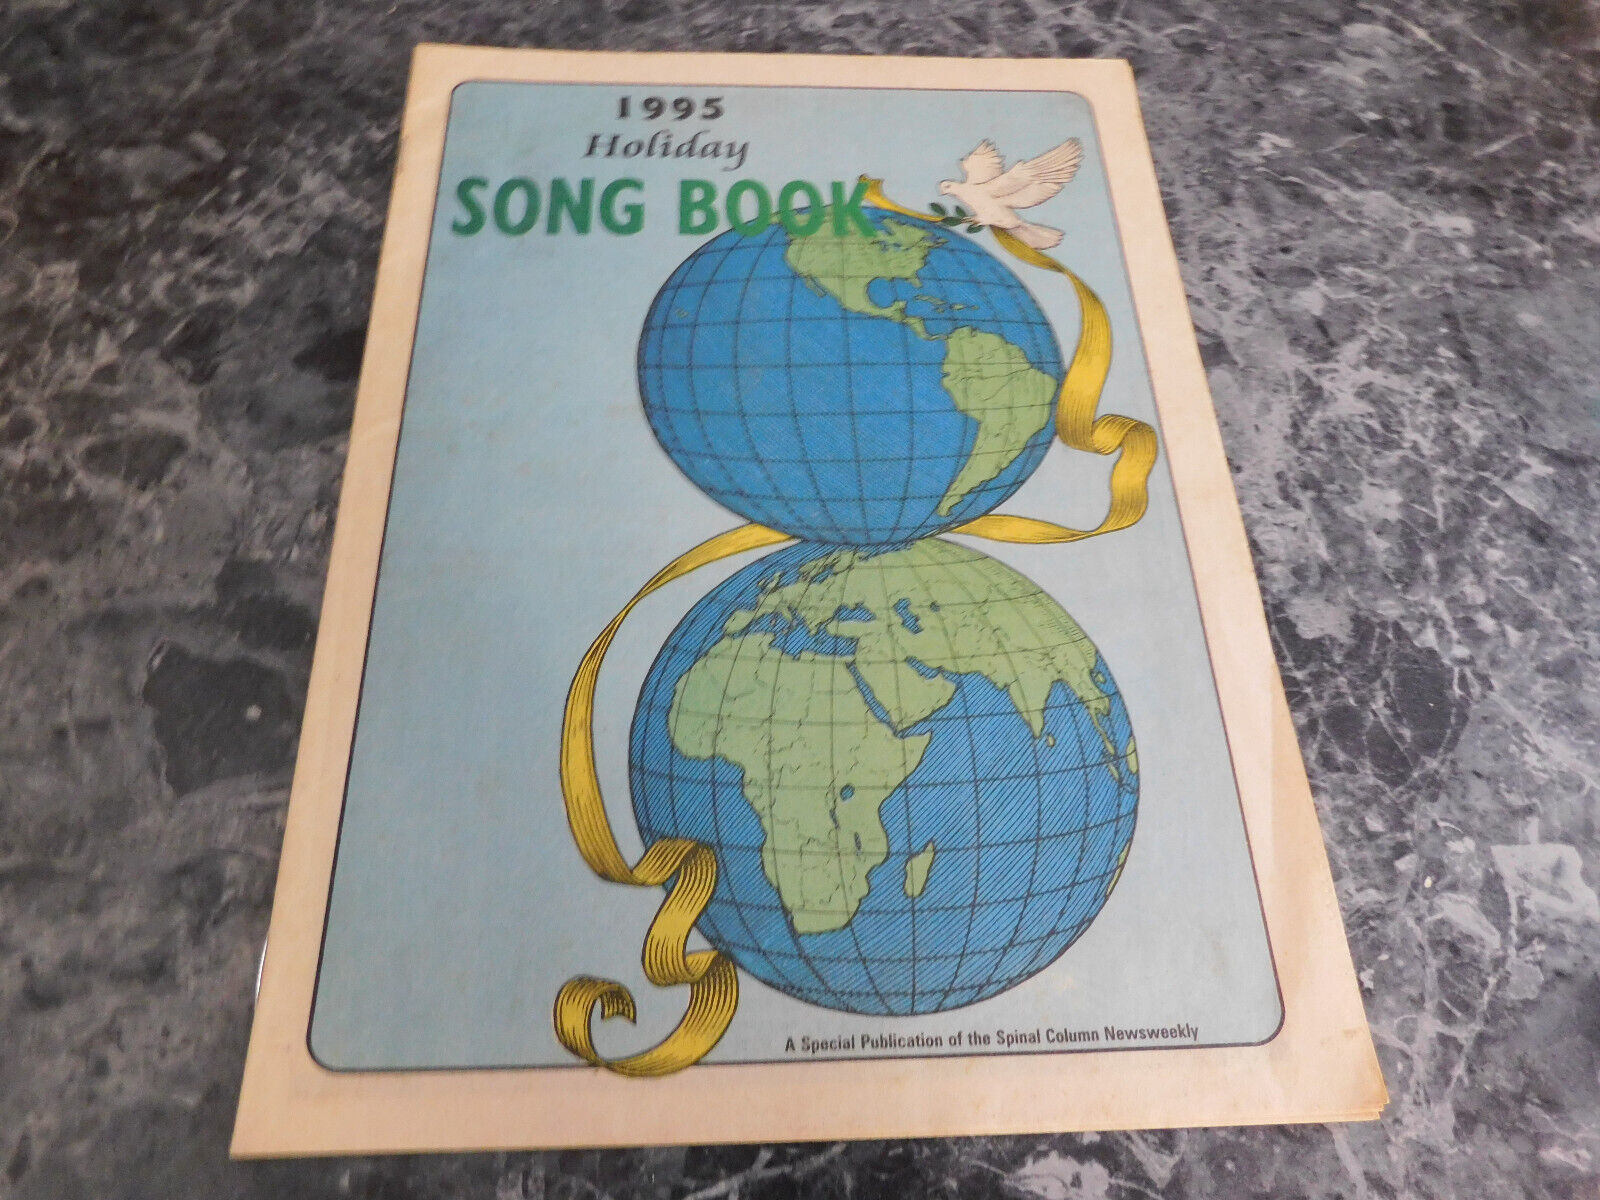 1995
Holiday
SONG BOOK
A Special Publication of the Spinal Column Newsweekly